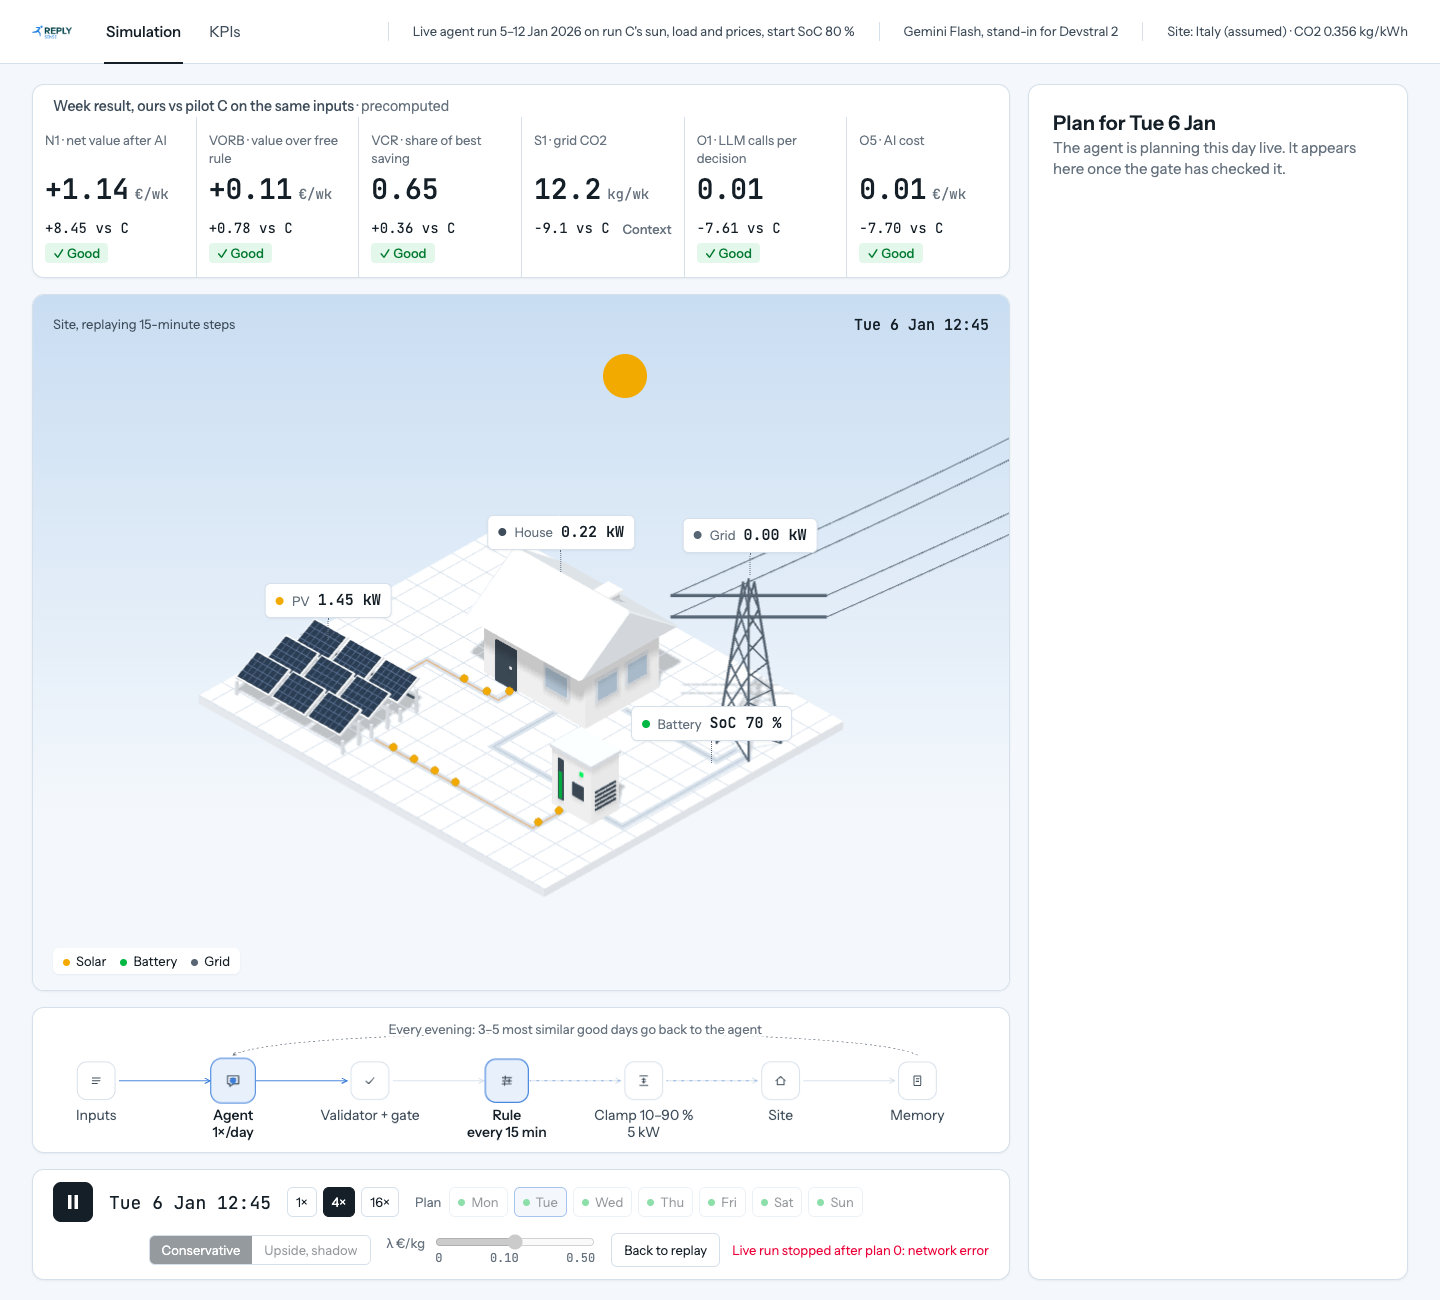 REPLY
Simulation
KPIs
Live agent run 5–12 Jan 2026 on run C's sun, load and prices, start SoC 80 %
Gemini Flash, stand-in for Devstral 2
Site: Italy (assumed) · CO2 0.356 kg/kWh
Week result, ours vs pilot C on the same inputs · precomputed
N1 · net value after AI
+1.14 €/wk
+8.45 vs C
✓ Good
VORB · value over free
rule
+0.11 €/wk
+0.78 vs C
✓ Good
VCR · share of best
saving
0.65
+0.36 vs C
✓ Good
S1 · grid CO2
12.2 kg/wk
-9.1 vs C Context
O1 · LLM calls per
decision
0.01
-7.61 vs C
✓ Good
O5 · AI cost
0.01 €/wk
-7.70 vs C
✓ Good
Plan for Tue 6 Jan
The agent is planning this day live. It appears
here once the gate has checked it.
Site, replaying 15-minute steps
Tue 6 Jan 12:45
House 0.22 kW
Grid 0.00 kW
PV 1.45 kW
Battery SoC 70 %
Solar
Battery
Grid
Every evening: 3–5 most similar good days go back to the agent
Inputs
Agent
1×/day
Validator + gate
Rule
every 15 min
Clamp 10–90 %
5 kW
Site
Memory
Tue 6 Jan 12:45
1×
4×
16×
Plan
Mon
Tue
Wed
Thu
Fri
Sat
Sun
Conservative
Upside, shadow
λ €/kg
0
0.10
0.50
Back to replay
Live run stopped after plan 0: network error